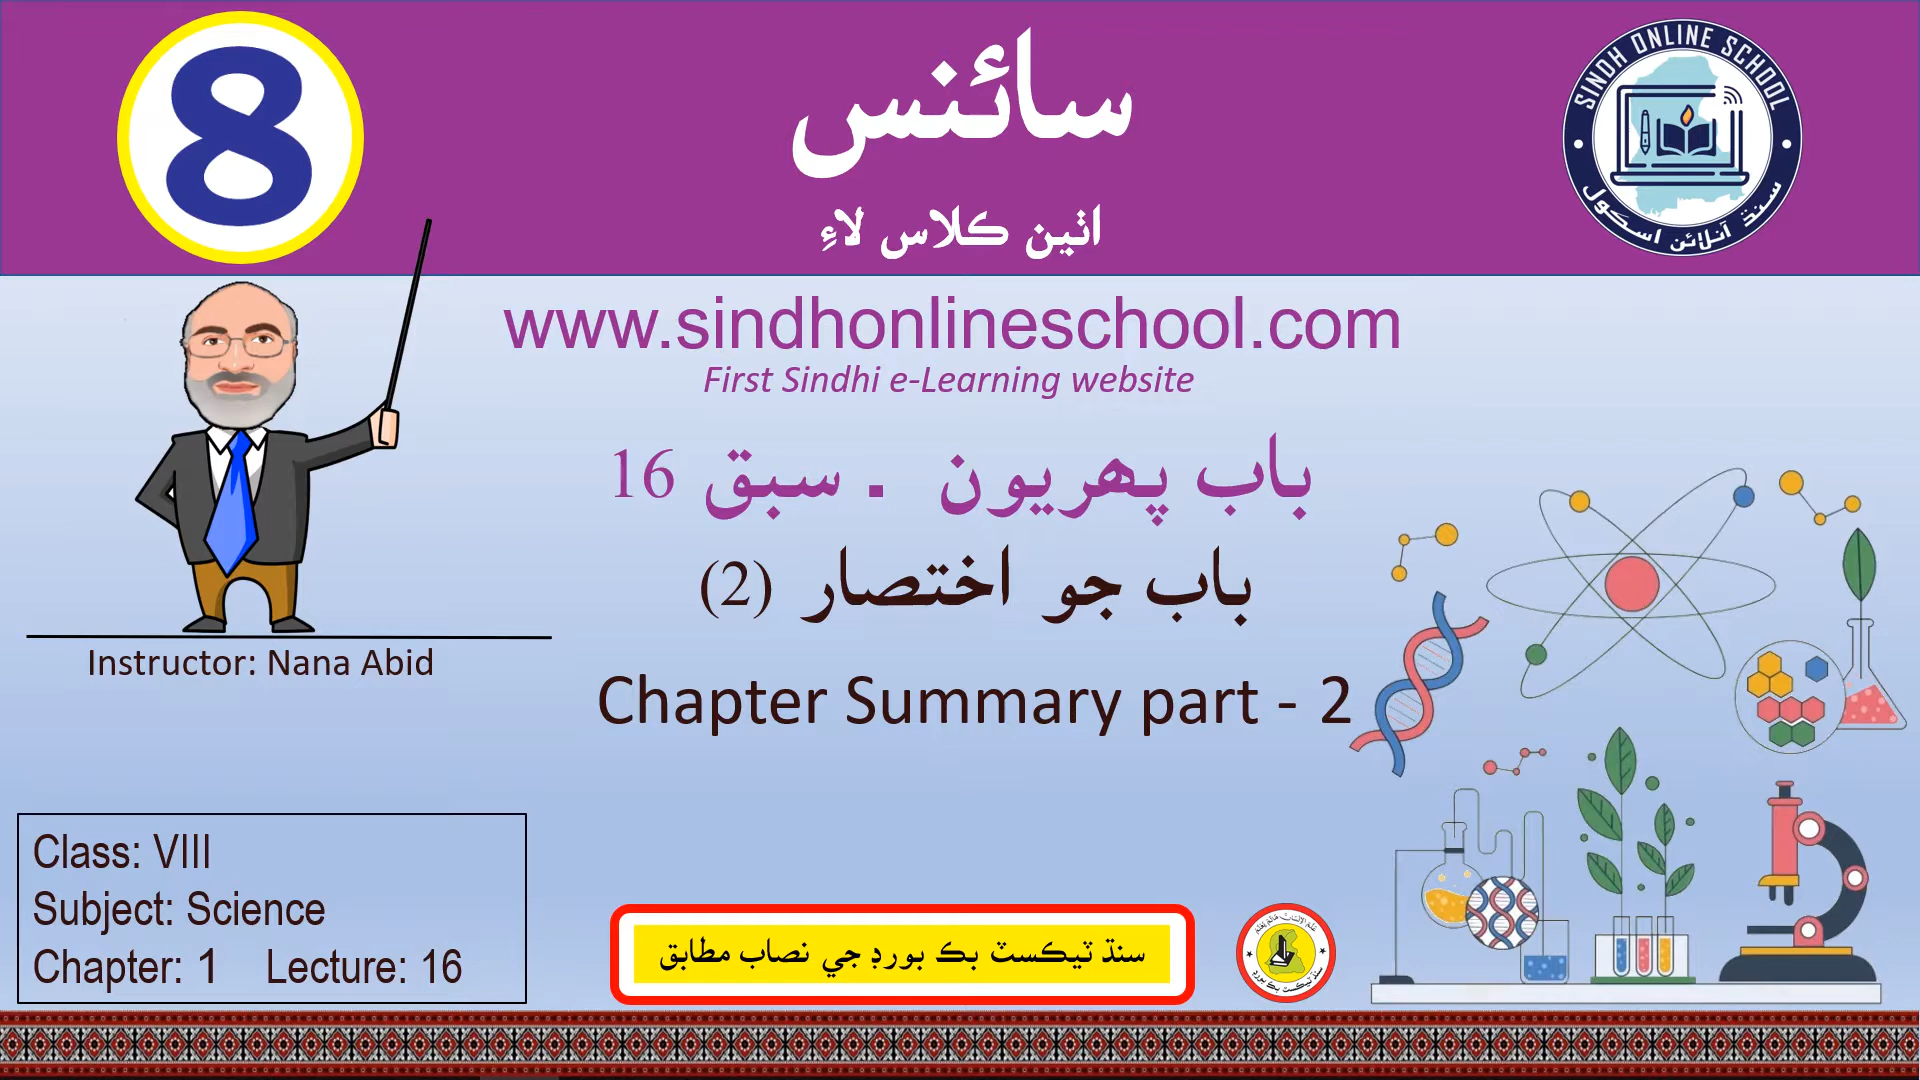 8
سائنس
اٺين ڪلاس لاءِ
SINDH ONLINE SCHOOL
سنڌ آنلائن اسڪول
www.sindhonlineschool.com
First Sindhi e-Learning website
باب پھريون . سبق 16
باب جو اختصار (2)
Chapter Summary part - 2
Instructor: Nana Abid
Class: VIII
Subject: Science
Chapter: 1 Lecture: 16
سنڌ ٽيڪسٽ بڪ بورڊ جي نصاب مطابق